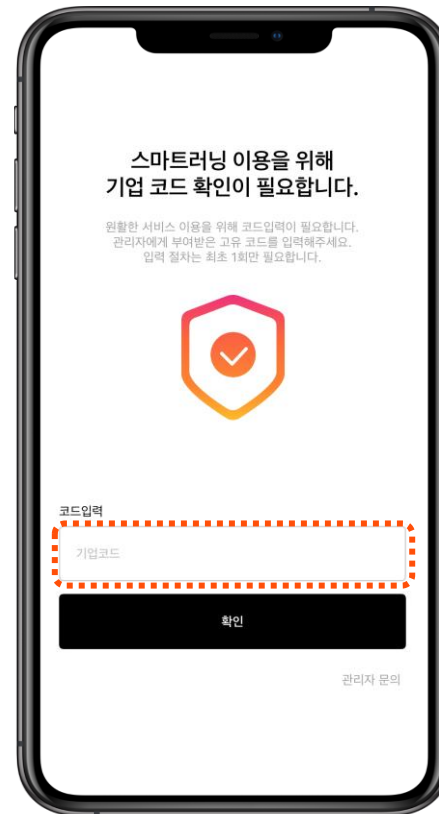 스마트러닝 이용을 위해
기업 코드 확인이 필요합니다.
원활한 서비스 이용을 위해 코드입력이 필요합니다.
관리자에게 부여받은 고유 코드를 입력해주세요.
입력 절차는 최초 1회만 필요합니다.
코드입력
기업코드
확인
관리자 문의